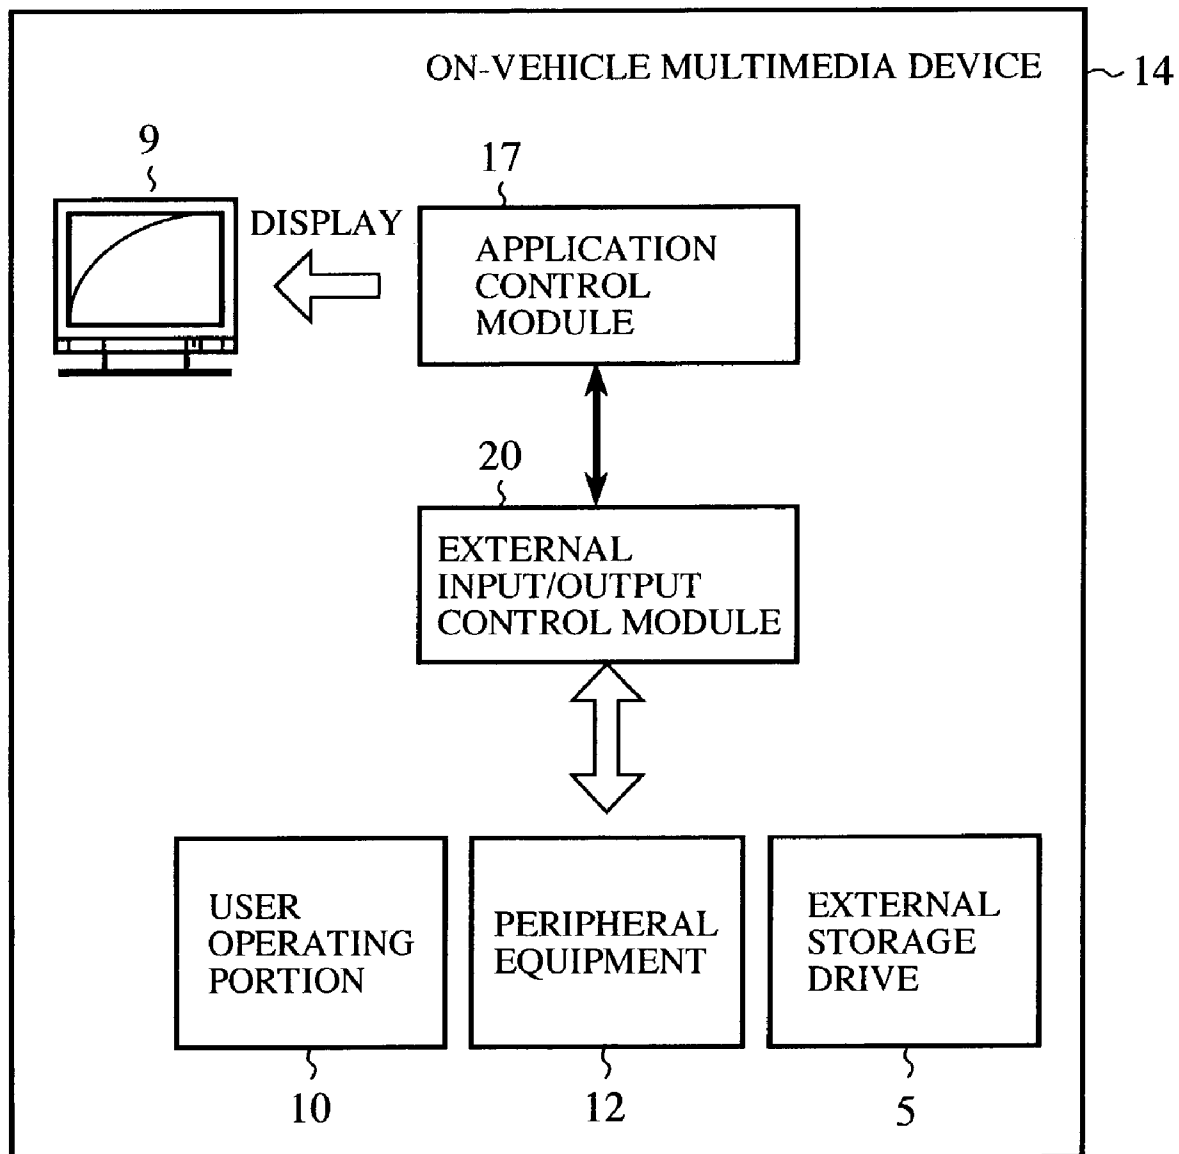 ON-VEHICLE MULTIMEDIA DEVICE
14
9
17
DISPLAY
APPLICATION
CONTROL
MODULE
20
EXTERNAL
INPUT/OUTPUT
CONTROL MODULE
USER
OPERATING
PORTION
PERIPHERAL
EQUIPMENT
EXTERNAL
STORAGE
DRIVE
10
12
5